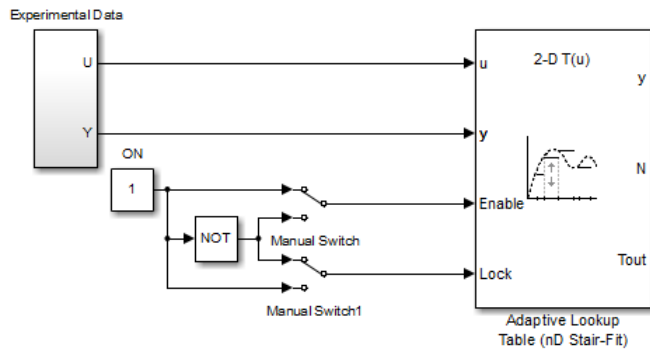 Experimental Data
U
Y
ON
1
NOT
Manual Switch
Manual Switch1
2-D T(u)
u
y
y
N
Enable
Tout
Lock
Adaptive Lookup
Table (nD Stair-Fit)